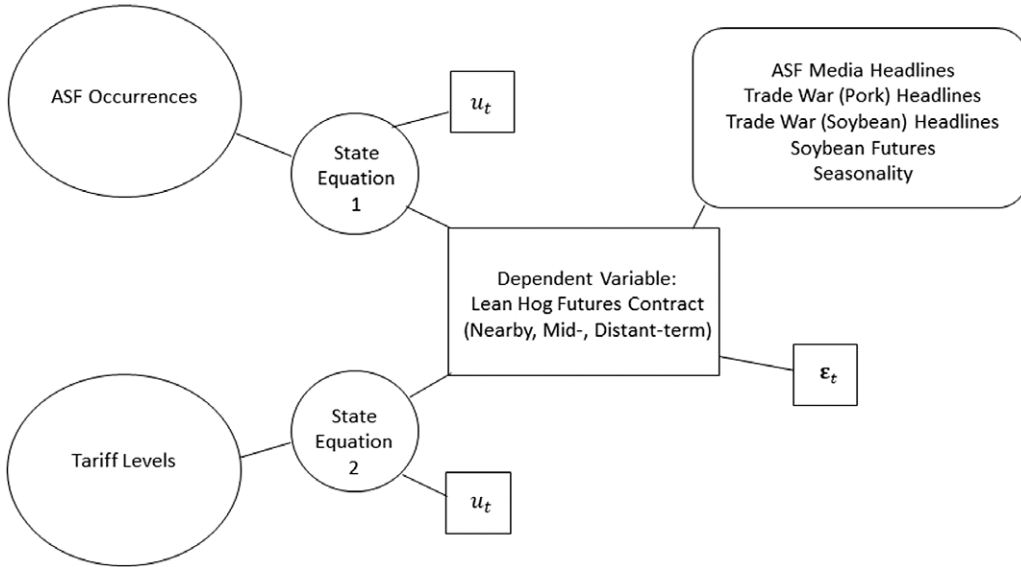 ASF Occurrences
u_t
State
Equation
1
ASF Media Headlines
Trade War (Pork) Headlines
Trade War (Soybean) Headlines
Soybean Futures
Seasonality
Dependent Variable:
Lean Hog Futures Contract
(Nearby, Mid-, Distant-term)
ε_t
Tariff Levels
State
Equation
2
u_t